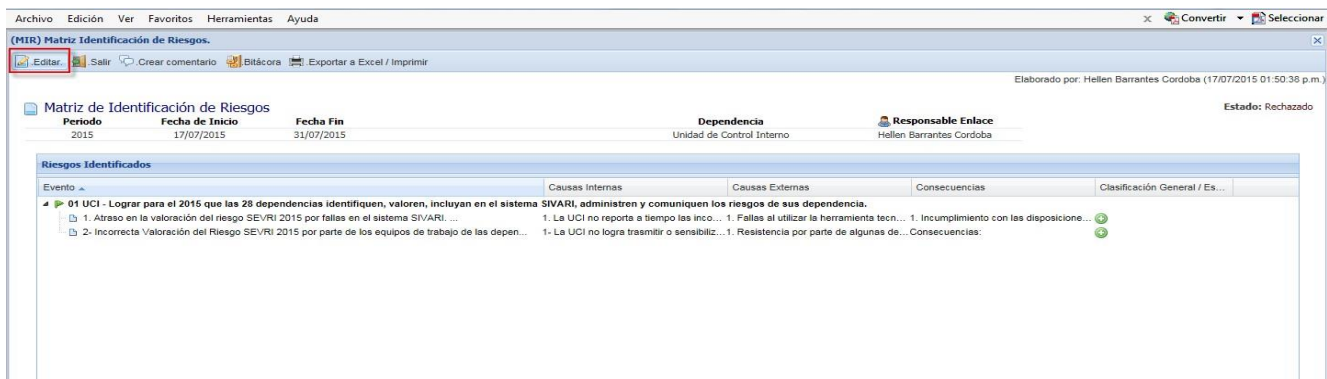 Archivo Edición Ver Favoritos Herramientas Ayuda x Convertir Seleccionar
(MIR) Matriz Identificación de Riesgos.
.Editar. .Salir .Crear comentario .Bitácora .Exportar a Excel / Imprimir
Elaborado por: Hellen Barrantes Cordoba (17/07/2015 01:50:36 p.m.)
Matriz de Identificación de Riesgos Estado: Rechazado
Periodo Fecha de Inicio Fecha Fin Dependencia Responsable Enlace
2015 17/07/2015 31/07/2015 Unidad de Control Interno Hellen Barrantes Cordoba
Riesgos Identificados
Evento Causas Internas Causas Externas Consecuencias Clasificación General / Es...
01 UCI - Lograr para el 2015 que las 28 dependencias identifiquen, valoren, incluyan en el sistema SIVARI, administren y comuniquen los riesgos de sus dependencia.
1. Atraso en la valoración del riesgo SEVRI 2015 por fallas en el sistema SIVARI. ... 1. La UCI no reporta a tiempo las inco... 1. Fallas al utilizar la herramienta tecn... 1. Incumplimiento con las disposicione...
2- Incorrecta Valoración del Riesgo SEVRI 2015 por parte de los equipos de trabajo de las depen... 1- La UCI no logra trasmitir o sensibiliz... 1. Resistencia por parte de algunas de... Consecuencias: